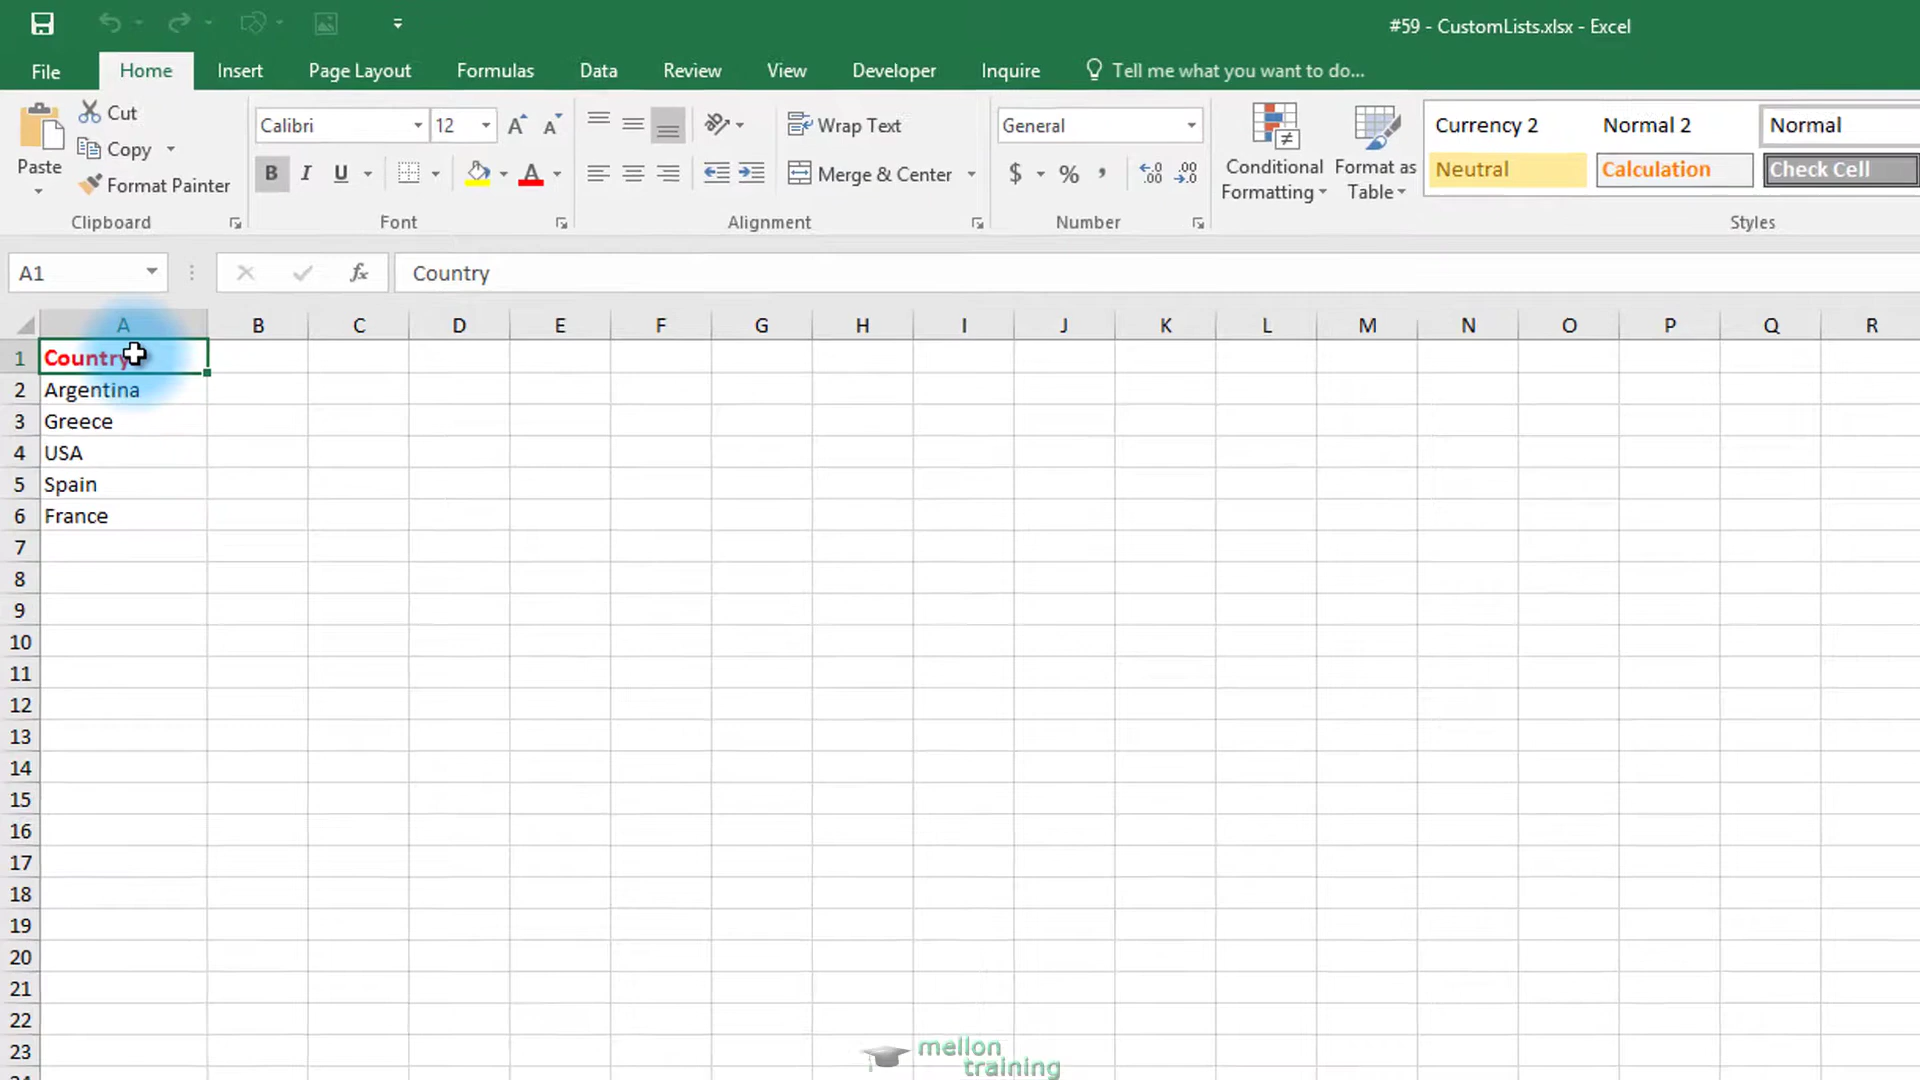 #59 - CustomLists.xlsx - Excel
File Home Insert Page Layout Formulas Data Review View Developer Inquire Tell me what you want to do...
Paste
Cut
Copy
Format Painter
Clipboard
Calibri 12
B I U A
Font
Wrap Text
Merge & Center
Alignment
General
$ % ,
Number
Conditional Formatting
Format as Table
Currency 2 Normal 2 Normal
Neutral Calculation Check Cell
Styles
A1 fx Country
A B C D E F G H I J K L M N O P Q R
1 Country
2 Argentina
3 Greece
4 USA
5 Spain
6 France
7
8
9
10
11
12
13
14
15
16
17
18
19
20
21
22
23
mellon
training